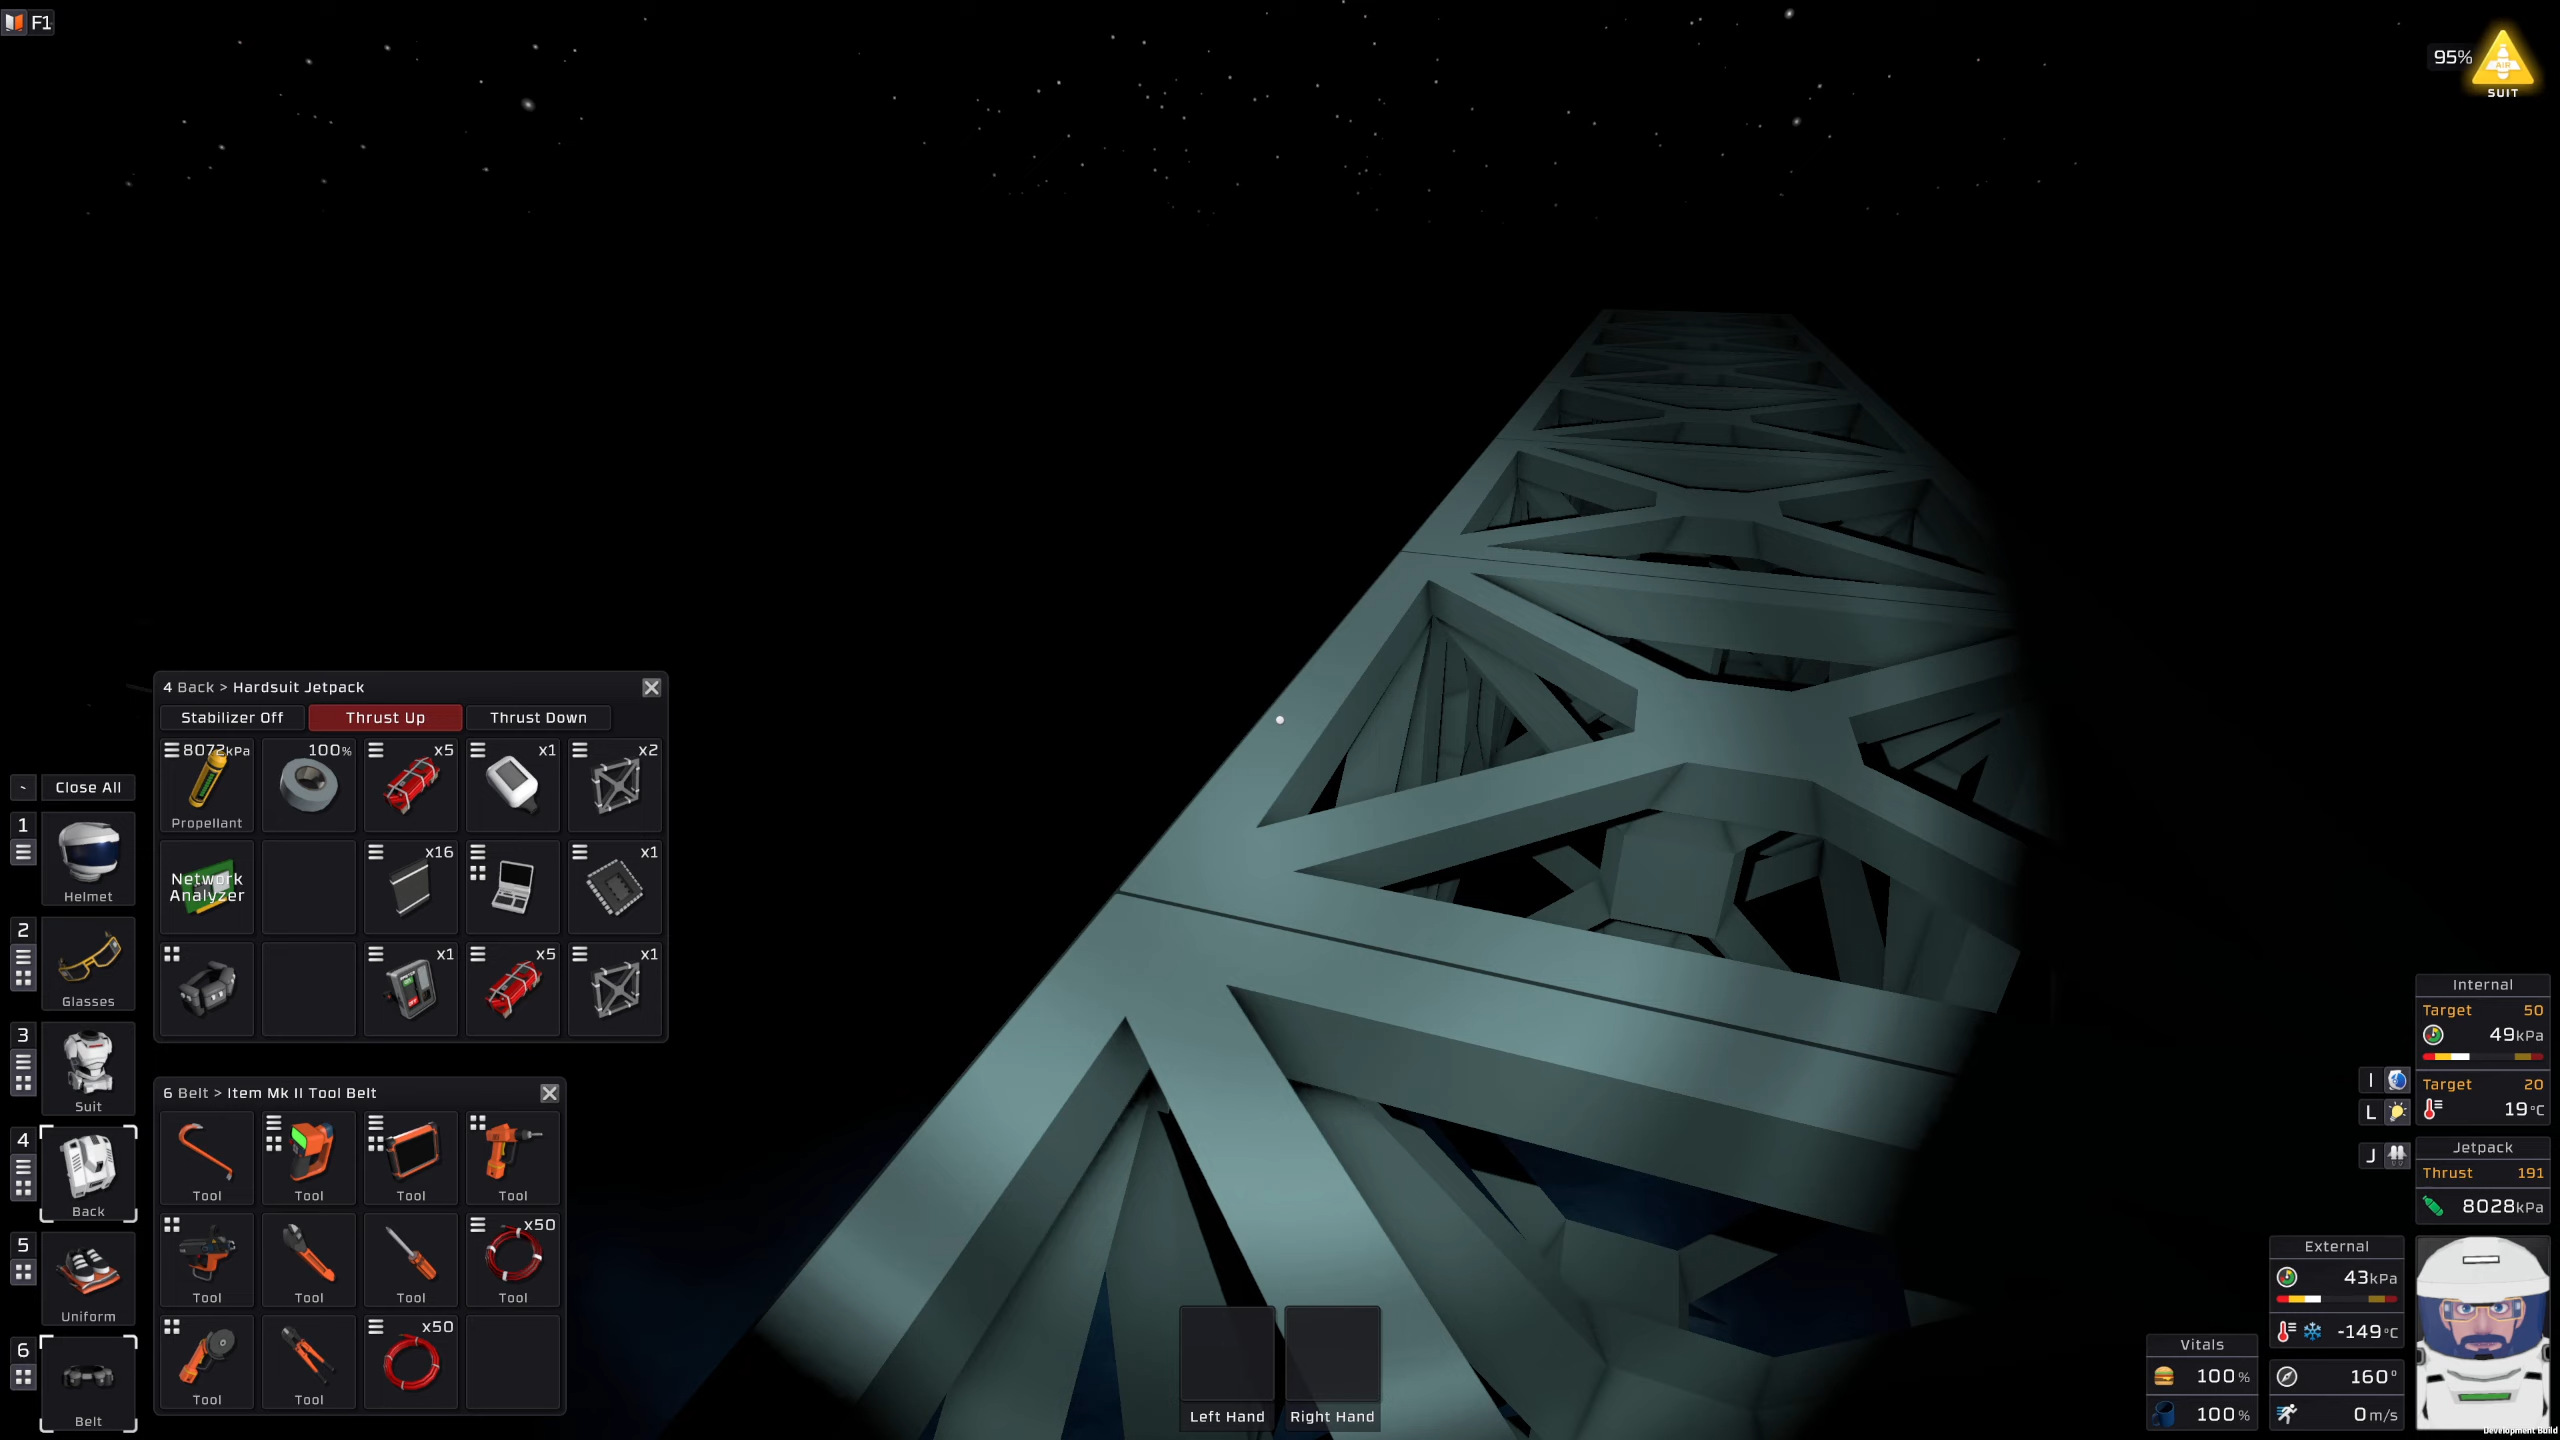 F1
95%
AIR
SUIT
4 Back > Hardsuit Jetpack
Stabilizer Off
Thrust Up
Thrust Down
8072kPa
100%
x5
x1
x2
Propellant
Network
Analyzer
x16
x1
x1
x5
x1
~
Close All
1
Helmet
2
Glasses
3
Suit
4
Back
5
Uniform
6
Belt
6 Belt > Item Mk II Tool Belt
Tool
Tool
Tool
Tool
x50
Tool
Tool
Tool
Tool
x50
Tool
Tool
Left Hand
Right Hand
Internal
Target 50
49kPa
Target 20
19°C
I
L
J
Jetpack
Thrust 191
8028kPa
External
43kPa
-149°C
160°
0m/s
Vitals
100%
100%
Development Build